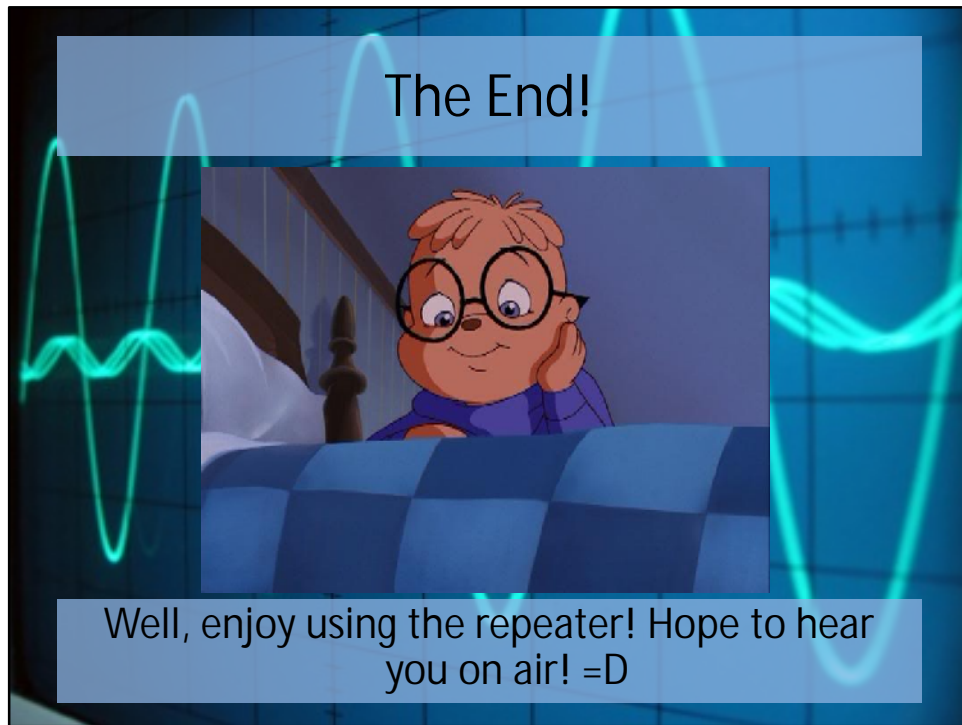 The End!
Well, enjoy using the repeater! Hope to hear
you on air! =D